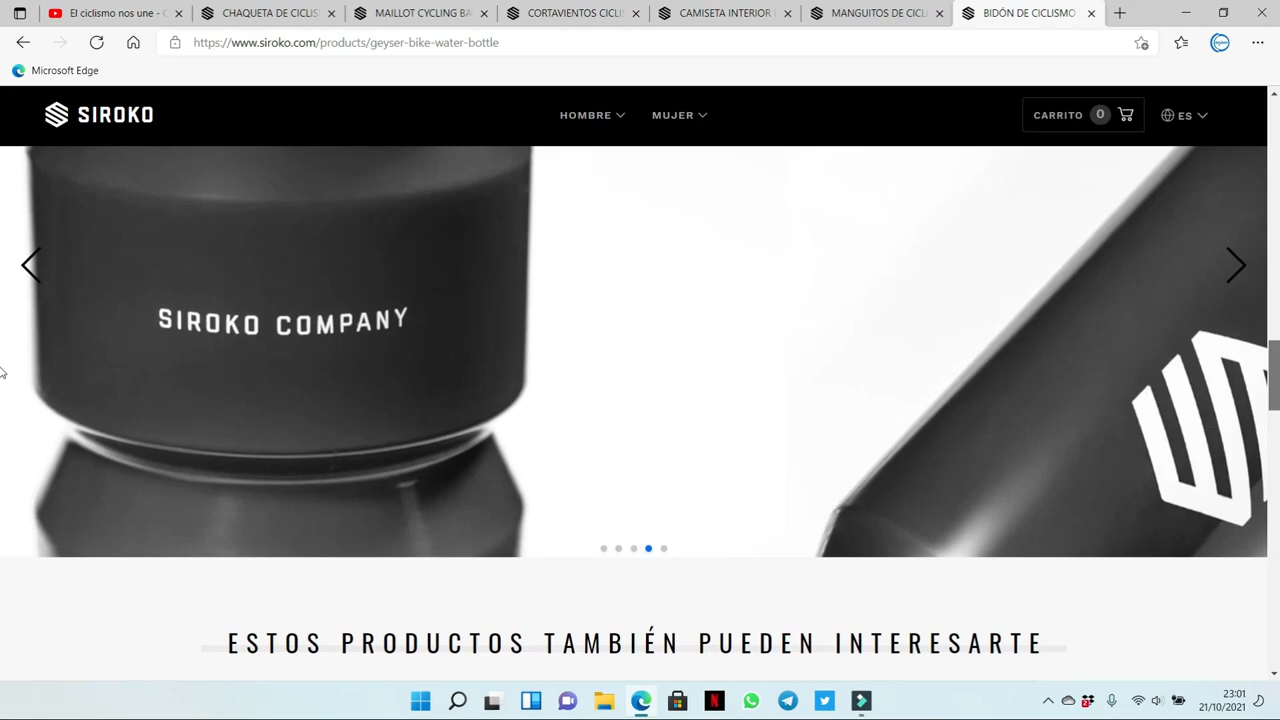 El ciclismo nos une - C
CHAQUETA DE CICLIS
MAILLOT CYCLING BA
CORTAVIENTOS CICLI
CAMISETA INTERIOR
MANGUITOS DE CICL
BIDÓN DE CICLISMO
https://www.siroko.com/products/geyser-bike-water-bottle
Microsoft Edge
SIROKO
HOMBRE
MUJER
CARRITO 0
ES
SIROKO COMPANY
ESTOS PRODUCTOS TAMBIÉN PUEDEN INTERESARTE
23:01
21/10/2021